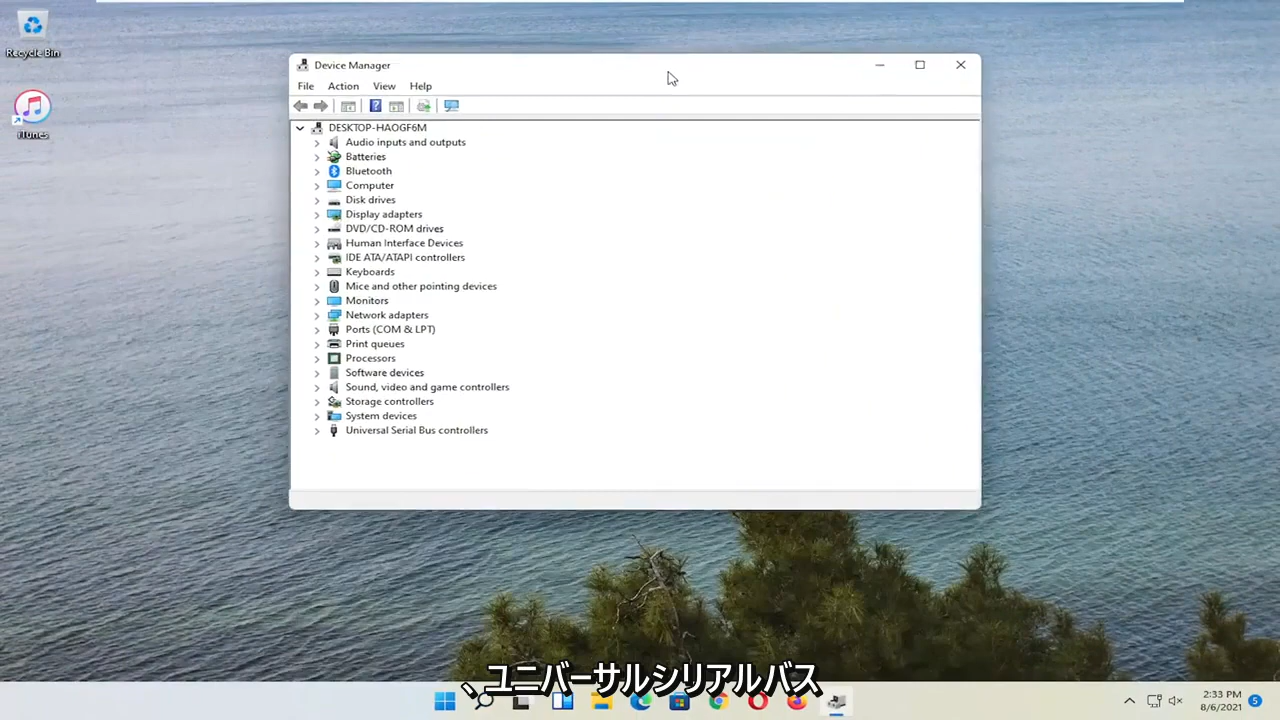 Recycle Bin
iTunes
Device Manager
File Action View Help
DESKTOP-HAOGF6M
Audio inputs and outputs
Batteries
Bluetooth
Computer
Disk drives
Display adapters
DVD/CD-ROM drives
Human Interface Devices
IDE ATA/ATAPI controllers
Keyboards
Mice and other pointing devices
Monitors
Network adapters
Ports (COM & LPT)
Print queues
Processors
Software devices
Sound, video and game controllers
Storage controllers
System devices
Universal Serial Bus controllers
、ユニバーサルシリアルバス
2:33 PM
8/6/2021
5